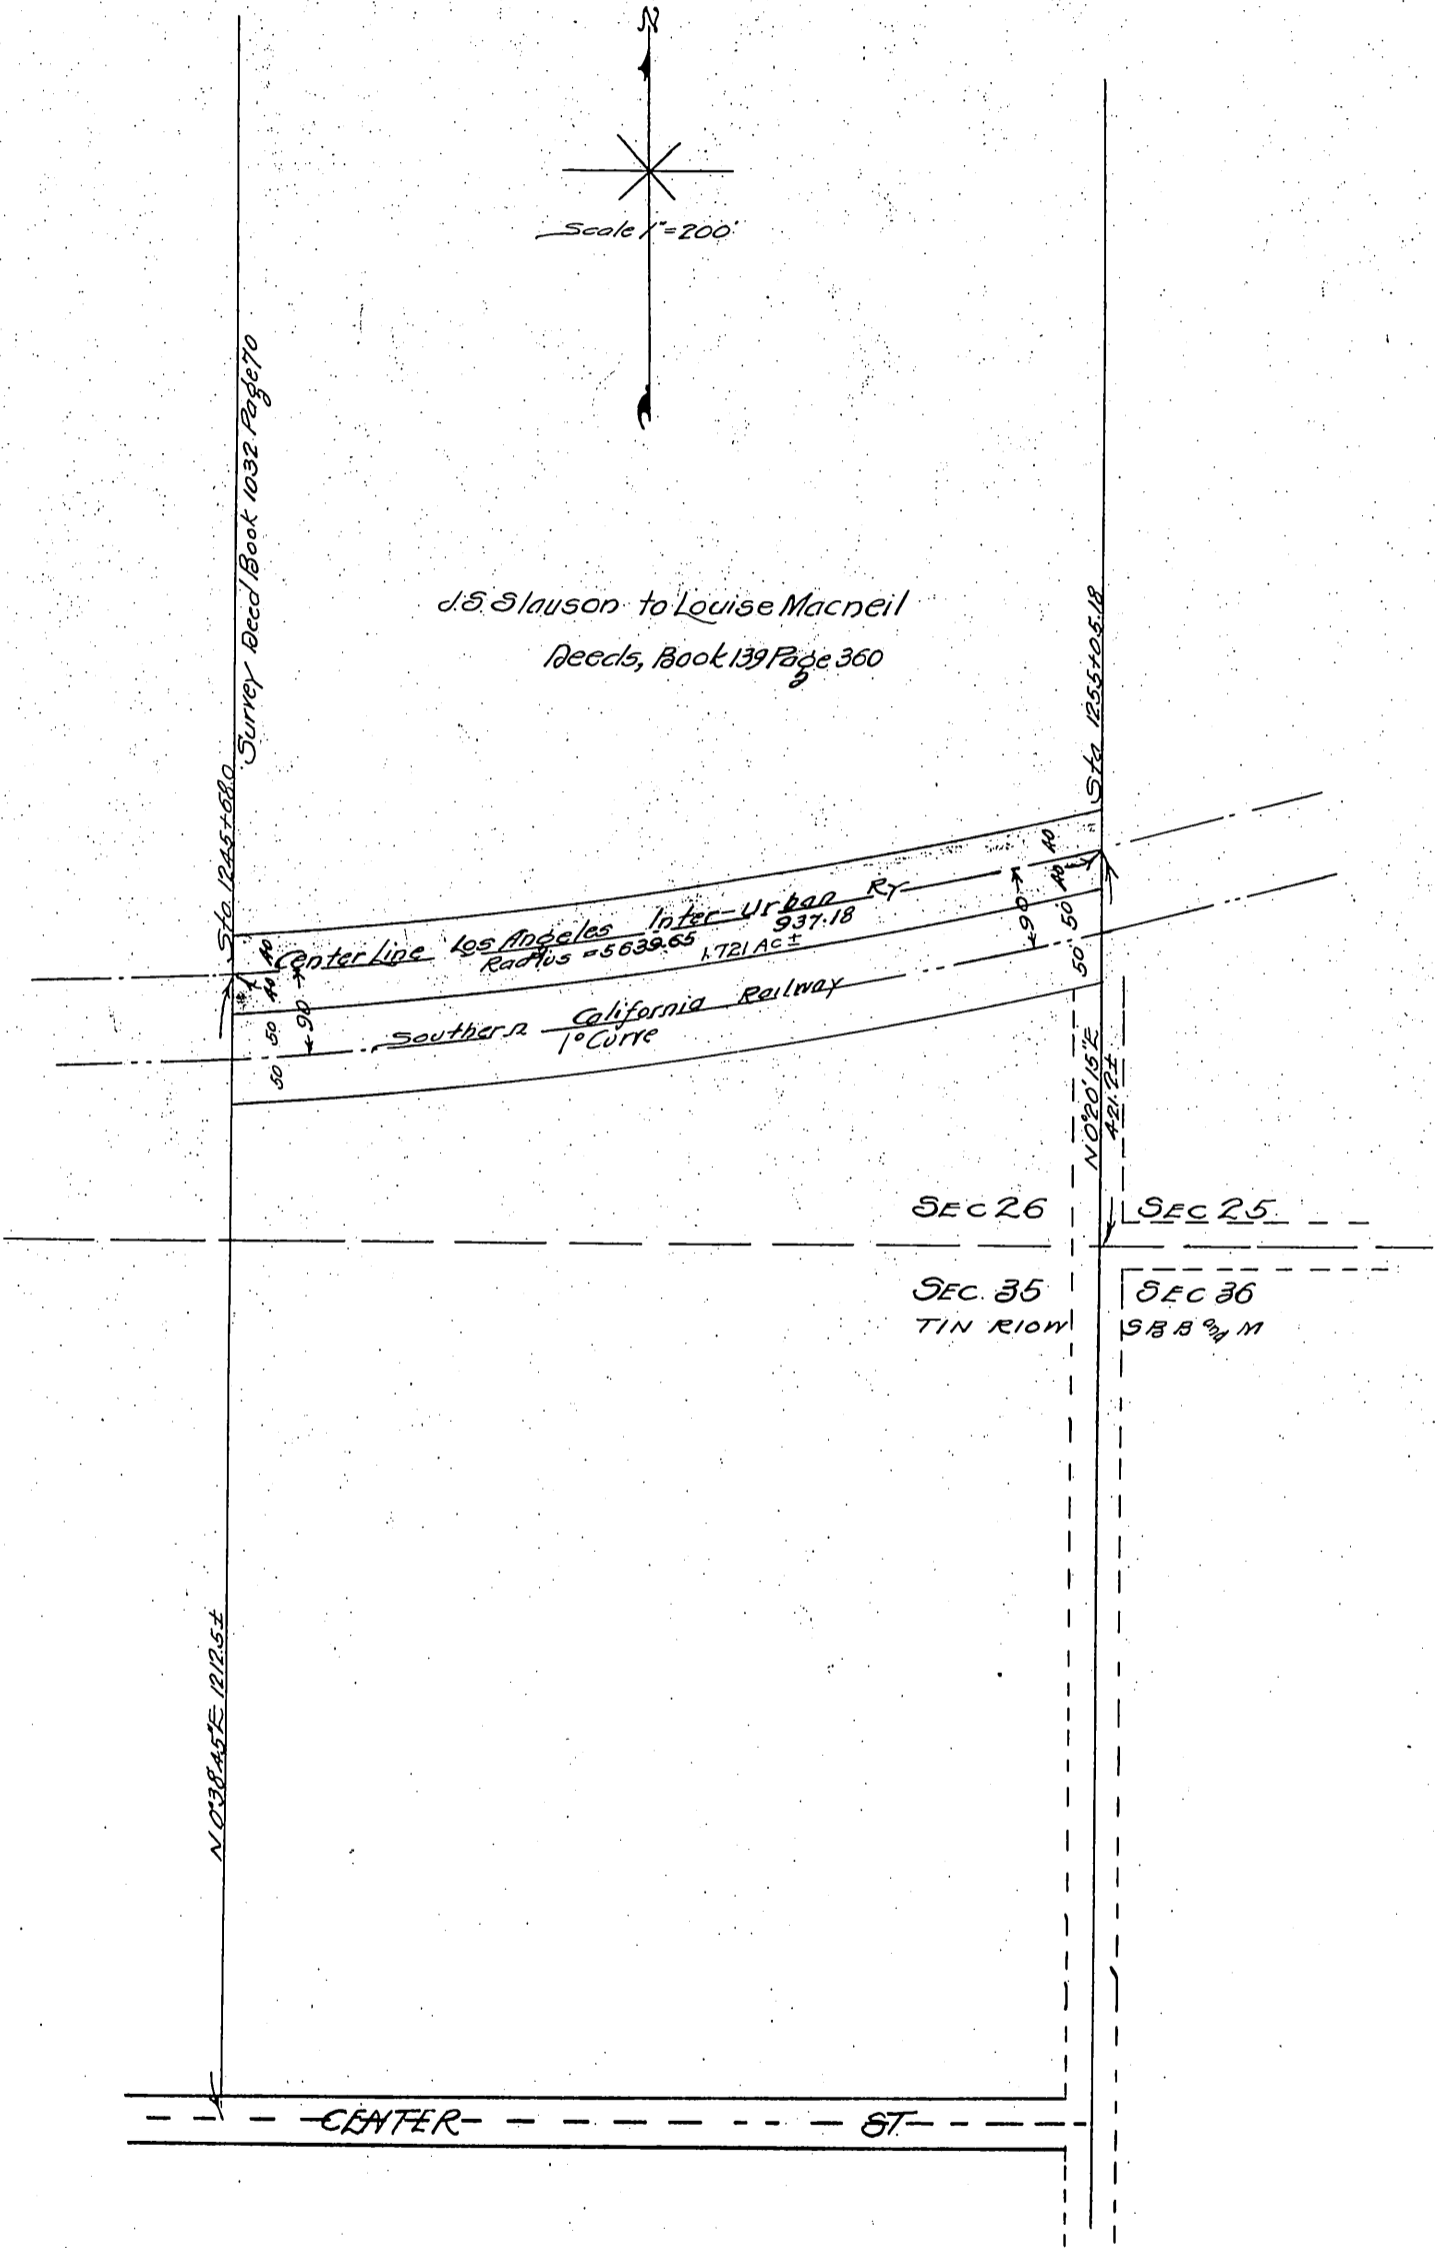 N
Scale 1"=200'
Survey Deed Book 1032 Page 70
J.S. Slauson to Louise Macneil
Deeds, Book 139 Page 360
Sta. 1245+68.0
Sta 1255+05.18
40
40
50
50
90
Center Line Los Angeles Inter-Urban Ry
Radius = 5639.65 937.18
1.721 Ac ±
Southern California Railway
1° Curve
40
40
50
50
90
N0°20'15"E
421.2±
SEC 26
SEC 25
SEC. 35
SEC 36
T1N R10W
SBB and M
N0°38'45"E 1212.5±
CENTER ST.